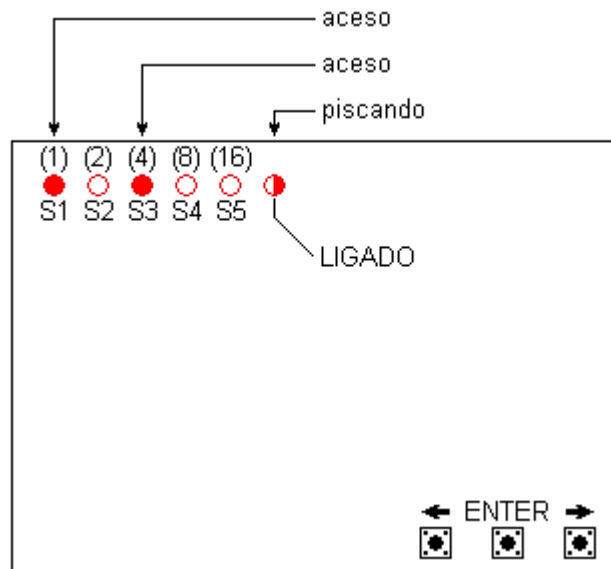 aceso
aceso
piscando
(1) (2) (4) (8) (16)
S1 S2 S3 S4 S5
LIGADO
ENTER